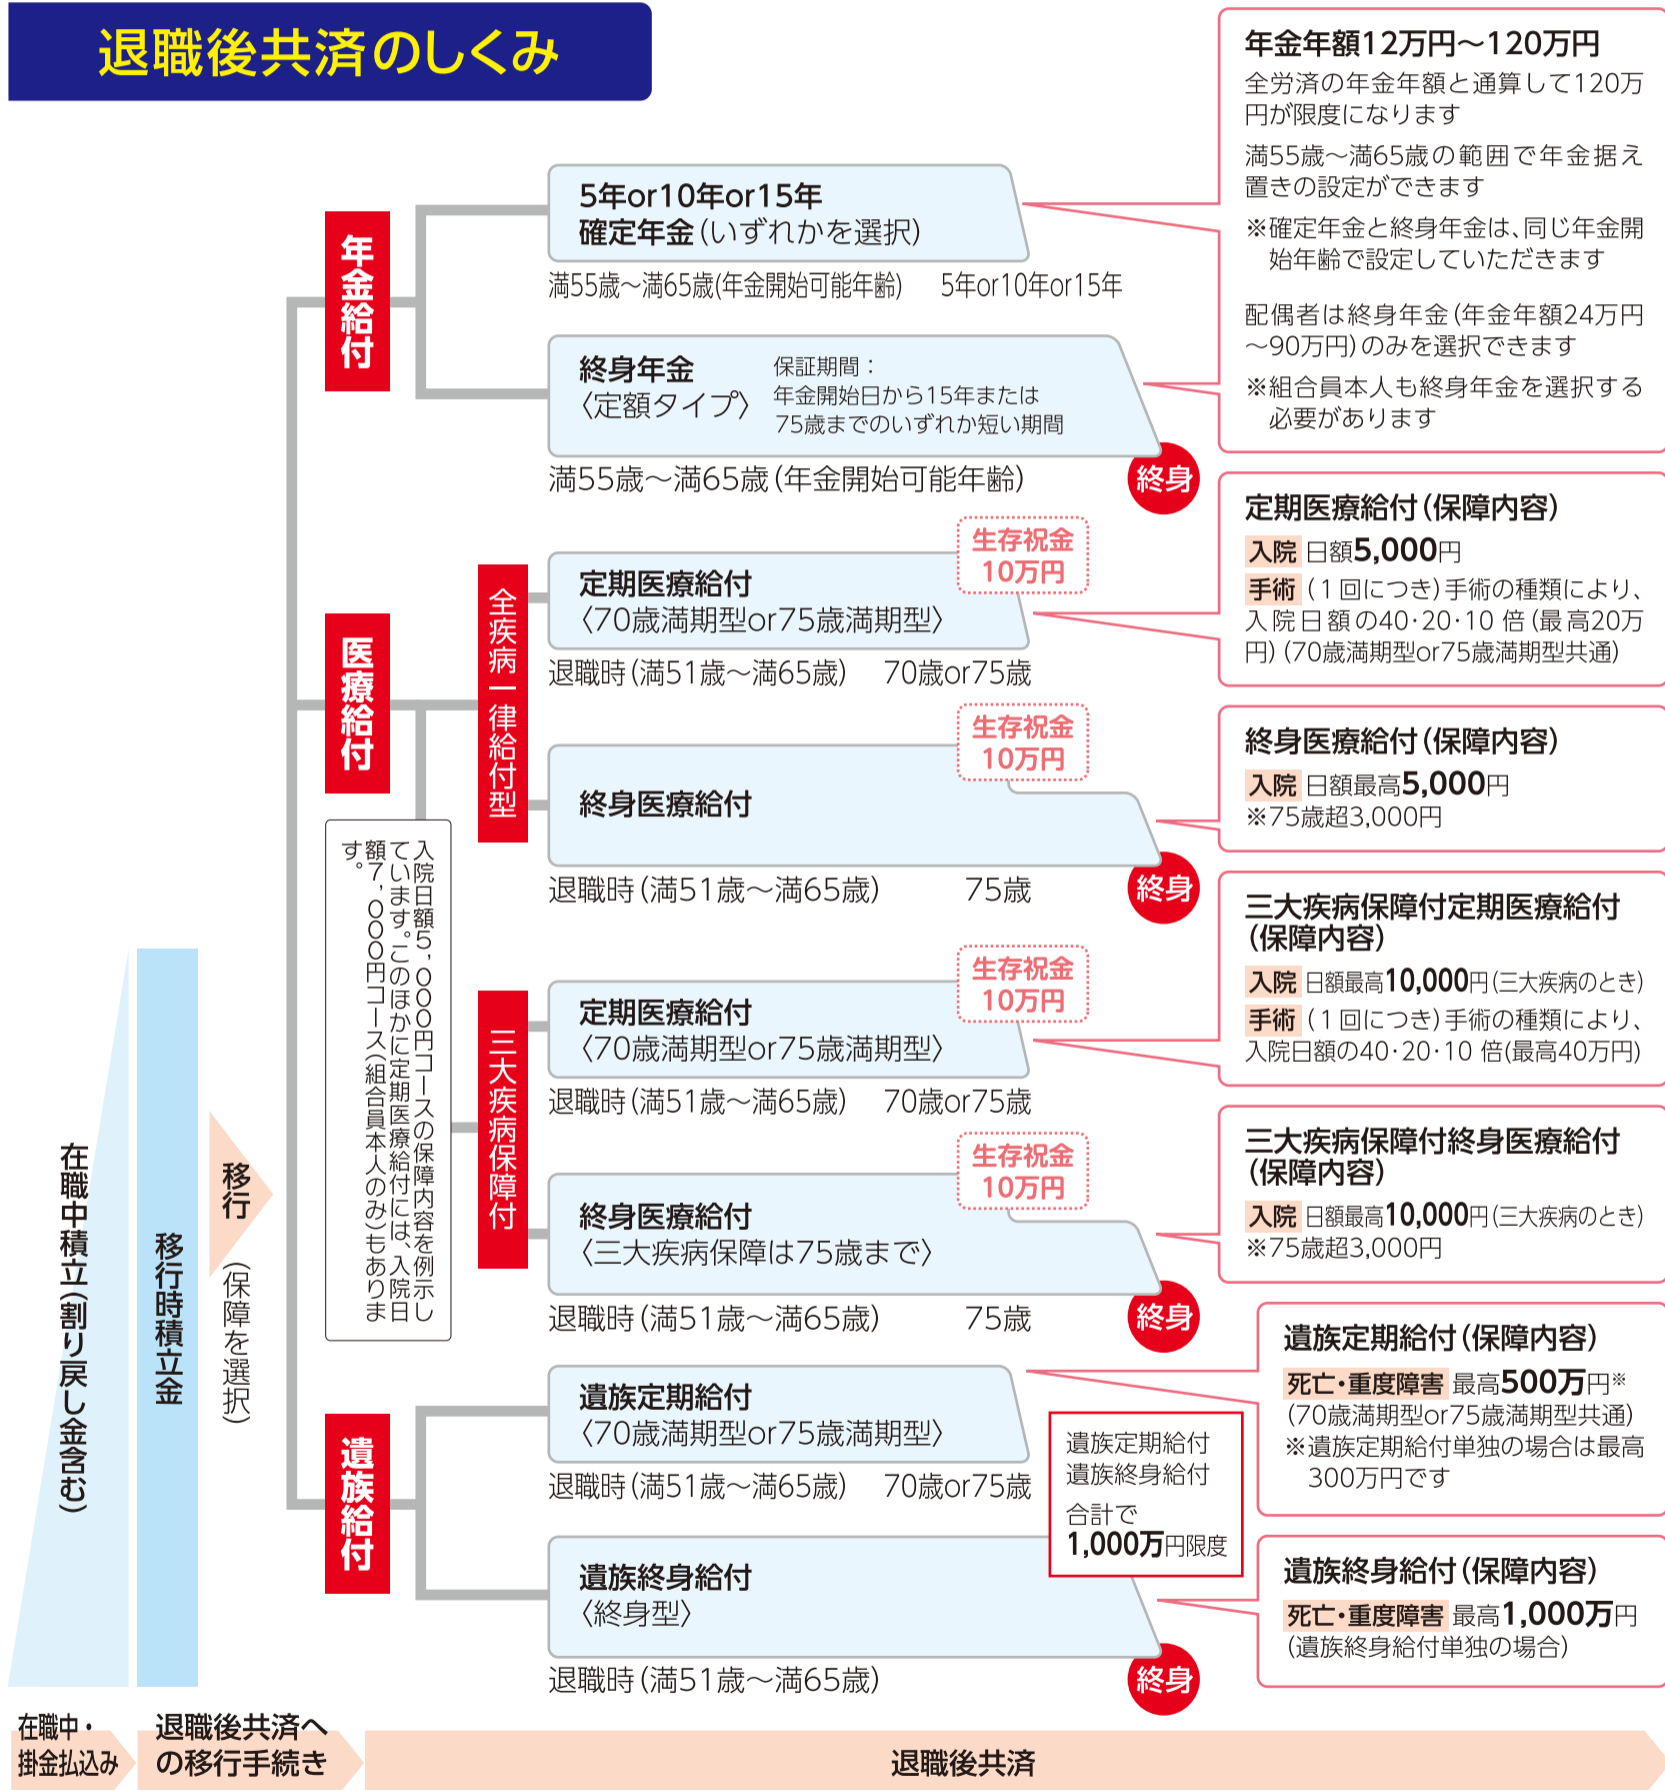 退職後共済のしくみ
年金給付
5年or10年or15年
確定年金(いずれかを選択)
満55歳～満65歳(年金開始可能年齢)　5年or10年or15年
終身年金
〈定額タイプ〉
保証期間：
年金開始日から15年または
75歳までのいずれか短い期間
満55歳～満65歳(年金開始可能年齢)
終身
年金年額12万円～120万円
全労済の年金年額と通算して120万
円が限度になります
満55歳～満65歳の範囲で年金据え
置きの設定ができます
※確定年金と終身年金は、同じ年金開
始年齢で設定していただきます
配偶者は終身年金(年金年額24万円
～90万円)のみを選択できます
※組合員本人も終身年金を選択する
必要があります
医療給付
入院日額5,000円コースの保障内容を例示し
ています。このほかに定期医療給付には、入院日
額7,000円コース(組合員本人のみ)もありま
す。
全疾病一律給付型
定期医療給付
〈70歳満期型or75歳満期型〉
生存祝金
10万円
退職時(満51歳～満65歳)　70歳or75歳
定期医療給付(保障内容)
入院 日額5,000円
手術 (1回につき)手術の種類により、
入院日額の40・20・10 倍(最高20万
円)(70歳満期型or75歳満期型共通)
終身医療給付
生存祝金
10万円
退職時(満51歳～満65歳)　75歳
終身
終身医療給付(保障内容)
入院 日額最高5,000円
※75歳超3,000円
三大疾病保障付
定期医療給付
〈70歳満期型or75歳満期型〉
生存祝金
10万円
退職時(満51歳～満65歳)　70歳or75歳
三大疾病保障付定期医療給付
(保障内容)
入院 日額最高10,000円(三大疾病のとき)
手術 (1回につき)手術の種類により、
入院日額の40・20・10 倍(最高40万円)
終身医療給付
〈三大疾病保障は75歳まで〉
生存祝金
10万円
退職時(満51歳～満65歳)　75歳
終身
三大疾病保障付終身医療給付
(保障内容)
入院 日額最高10,000円(三大疾病のとき)
※75歳超3,000円
遺族給付
遺族定期給付
〈70歳満期型or75歳満期型〉
退職時(満51歳～満65歳)　70歳or75歳
遺族定期給付(保障内容)
死亡・重度障害 最高500万円※
(70歳満期型or75歳満期型共通)
※遺族定期給付単独の場合は最高
300万円です
遺族定期給付
遺族終身給付
合計で
1,000万円限度
遺族終身給付
〈終身型〉
退職時(満51歳～満65歳)
終身
遺族終身給付(保障内容)
死亡・重度障害 最高1,000万円
(遺族終身給付単独の場合)
在職中積立(割り戻し金含む)
移行時積立金
移行
(保障を選択)
在職中・
掛金払込み
退職後共済へ
の移行手続き
退職後共済